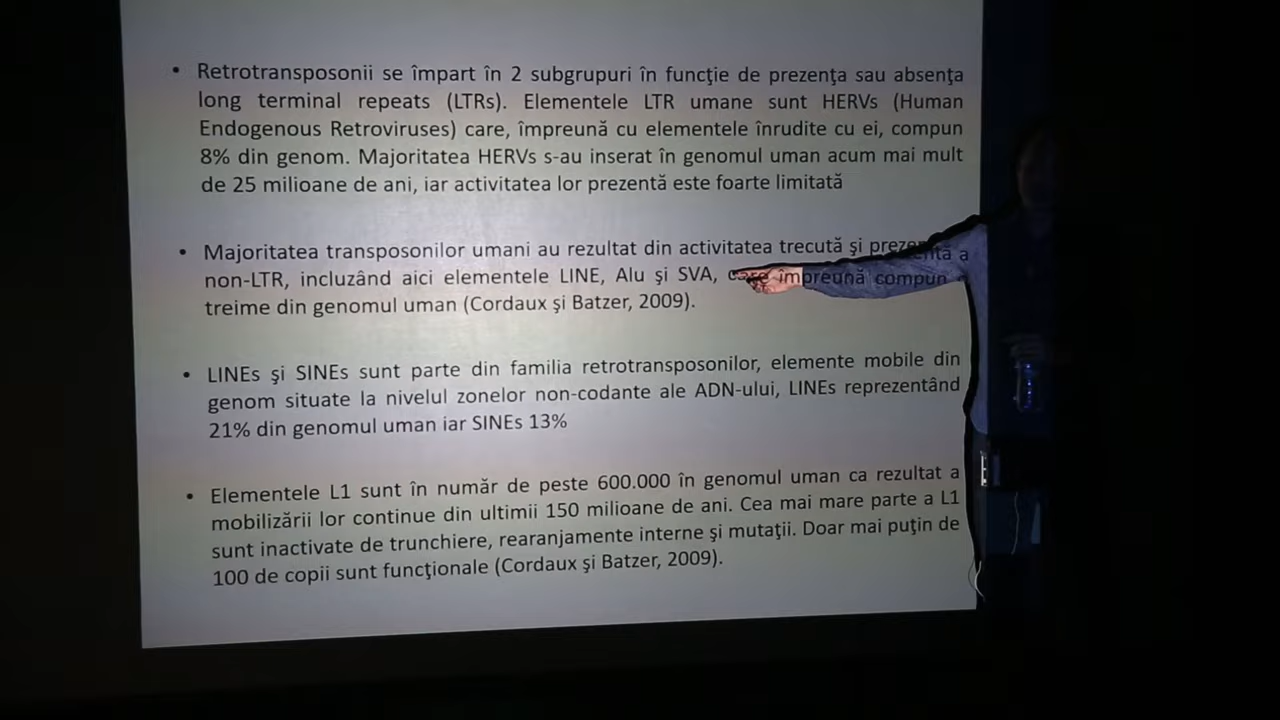 • Retrotransposonii se împart în 2 subgrupuri în funcţie de prezenţa sau absenţa
long terminal repeats (LTRs). Elementele LTR umane sunt HERVs (Human
Endogenous Retroviruses) care, împreună cu elementele înrudite cu ei, compun
8% din genom. Majoritatea HERVs s-au inserat în genomul uman acum mai mult
de 25 milioane de ani, iar activitatea lor prezentă este foarte limitată
• Majoritatea transposonilor umani au rezultat din activitatea trecută şi prezentă a
non-LTR, incluzând aici elementele LINE, Alu şi SVA, care împreună compun
treime din genomul uman (Cordaux şi Batzer, 2009).
• LINEs şi SINEs sunt parte din familia retrotransposonilor, elemente mobile din
genom situate la nivelul zonelor non-codante ale ADN-ului, LINEs reprezentând
21% din genomul uman iar SINEs 13%
• Elementele L1 sunt în număr de peste 600.000 în genomul uman ca rezultat a
mobilizării lor continue din ultimii 150 milioane de ani. Cea mai mare parte a L1
sunt inactivate de trunchiere, rearanjamente interne şi mutaţii. Doar mai puţin de
100 de copii sunt funcţionale (Cordaux şi Batzer, 2009).